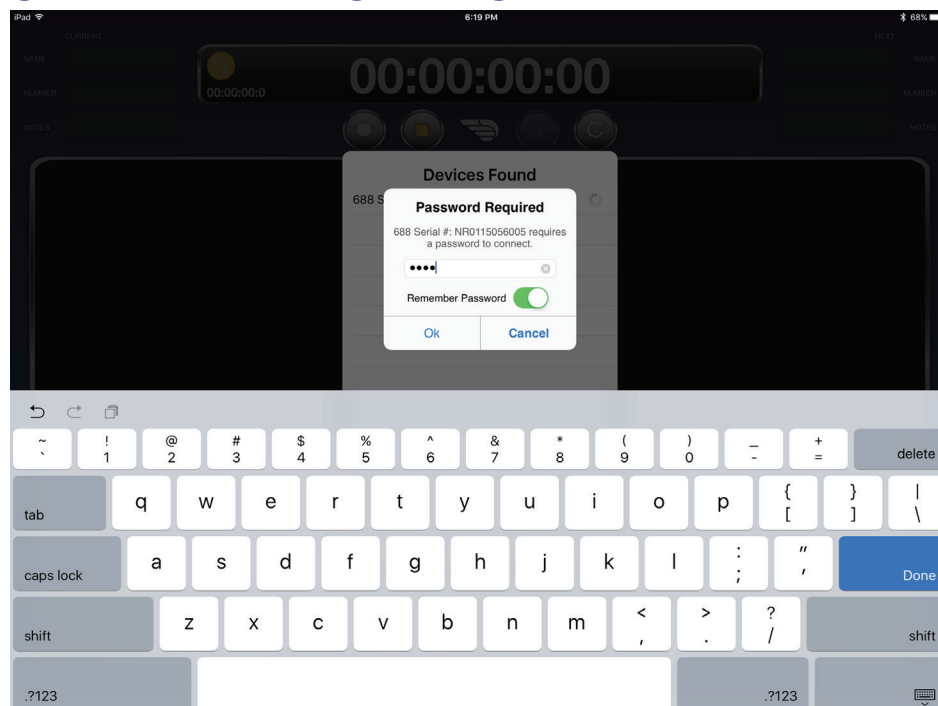 iPad 6:19 PM 68%
CURRENT NEXT
NAME NAME
00:00:00:00
NUMBER 00:00:00:0 NUMBER
NOTES NOTES
Devices Found
688 S
Password Required
688 Serial #: NR0115056005 requires
a password to connect.
••••
Remember Password
Ok Cancel
~ ! @ # $ % ^ & * ( ) _ +
` 1 2 3 4 5 6 7 8 9 0 - = delete
tab q w e r t y u i o p { [ } ] | \
caps lock a s d f g h j k l : ; " ' Done
shift z x c v b n m < , > . ? / shift
.?123 .?123